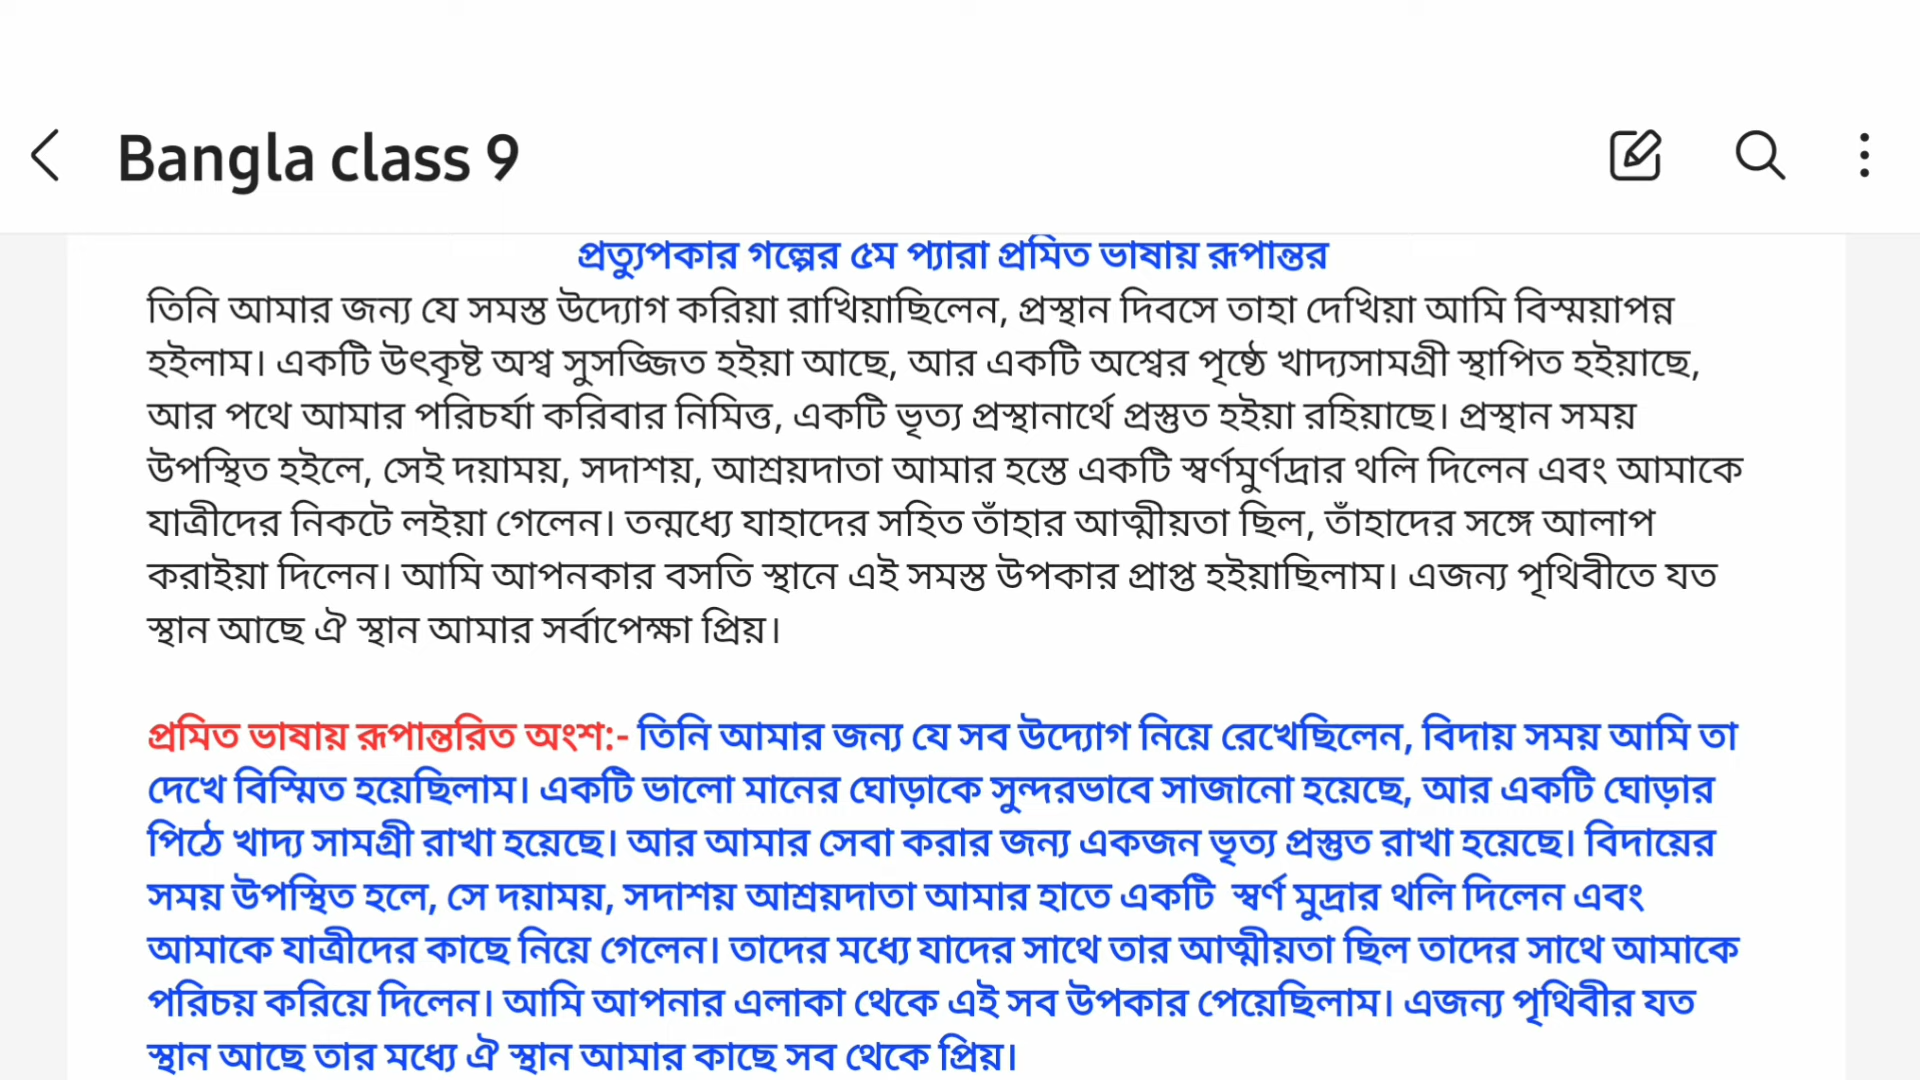 Bangla class 9
প্রত্যুপকার গল্পের ৫ম প্যারা প্রমিত ভাষায় রূপান্তর
তিনি আমার জন্য যে সমস্ত উদ্যোগ করিয়া রাখিয়াছিলেন, প্রস্থান দিবসে তাহা দেখিয়া আমি বিস্ময়াপন্ন
হইলাম। একটি উৎকৃষ্ট অশ্ব সুসজ্জিত হইয়া আছে, আর একটি অশ্বের পৃষ্ঠে খাদ্যসামগ্রী স্থাপিত হইয়াছে,
আর পথে আমার পরিচর্যা করিবার নিমিত্ত, একটি ভৃত্য প্রস্থানার্থে প্রস্তুত হইয়া রহিয়াছে। প্রস্থান সময়
উপস্থিত হইলে, সেই দয়াময়, সদাশয়, আশ্রয়দাতা আমার হস্তে একটি স্বর্ণমুর্ণদ্রার থলি দিলেন এবং আমাকে
যাত্রীদের নিকটে লইয়া গেলেন। তন্মধ্যে যাহাদের সহিত তাঁহার আত্মীয়তা ছিল, তাঁহাদের সঙ্গে আলাপ
করাইয়া দিলেন। আমি আপনকার বসতি স্থানে এই সমস্ত উপকার প্রাপ্ত হইয়াছিলাম। এজন্য পৃথিবীতে যত
স্থান আছে ঐ স্থান আমার সর্বাপেক্ষা প্রিয়।
প্রমিত ভাষায় রূপান্তরিত অংশ:- তিনি আমার জন্য যে সব উদ্যোগ নিয়ে রেখেছিলেন, বিদায় সময় আমি তা
দেখে বিস্মিত হয়েছিলাম। একটি ভালো মানের ঘোড়াকে সুন্দরভাবে সাজানো হয়েছে, আর একটি ঘোড়ার
পিঠে খাদ্য সামগ্রী রাখা হয়েছে। আর আমার সেবা করার জন্য একজন ভৃত্য প্রস্তুত রাখা হয়েছে। বিদায়ের
সময় উপস্থিত হলে, সে দয়াময়, সদাশয় আশ্রয়দাতা আমার হাতে একটি স্বর্ণ মুদ্রার থলি দিলেন এবং
আমাকে যাত্রীদের কাছে নিয়ে গেলেন। তাদের মধ্যে যাদের সাথে তার আত্মীয়তা ছিল তাদের সাথে আমাকে
পরিচয় করিয়ে দিলেন। আমি আপনার এলাকা থেকে এই সব উপকার পেয়েছিলাম। এজন্য পৃথিবীর যত
স্থান আছে তার মধ্যে ঐ স্থান আমার কাছে সব থেকে প্রিয়।